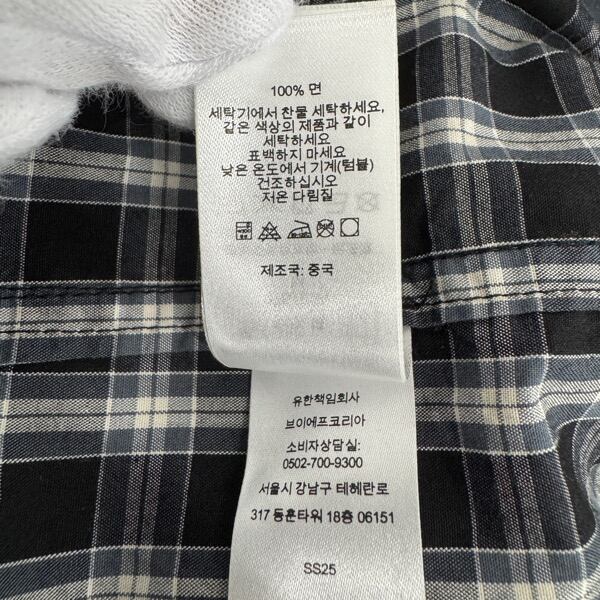 100% 면
세탁기에서 찬물 세탁하세요,
같은 색상의 제품과 같이
세탁하세요
표백하지 마세요
낮은 온도에서 기계(텀블)
건조하십시오
저온 다림질
제조국: 중국
유한책임회사
브이에프코리아
소비자상담실:
0502-700-9300
서울시 강남구 테헤란로
317 동훈타워 18층 06151
SS25